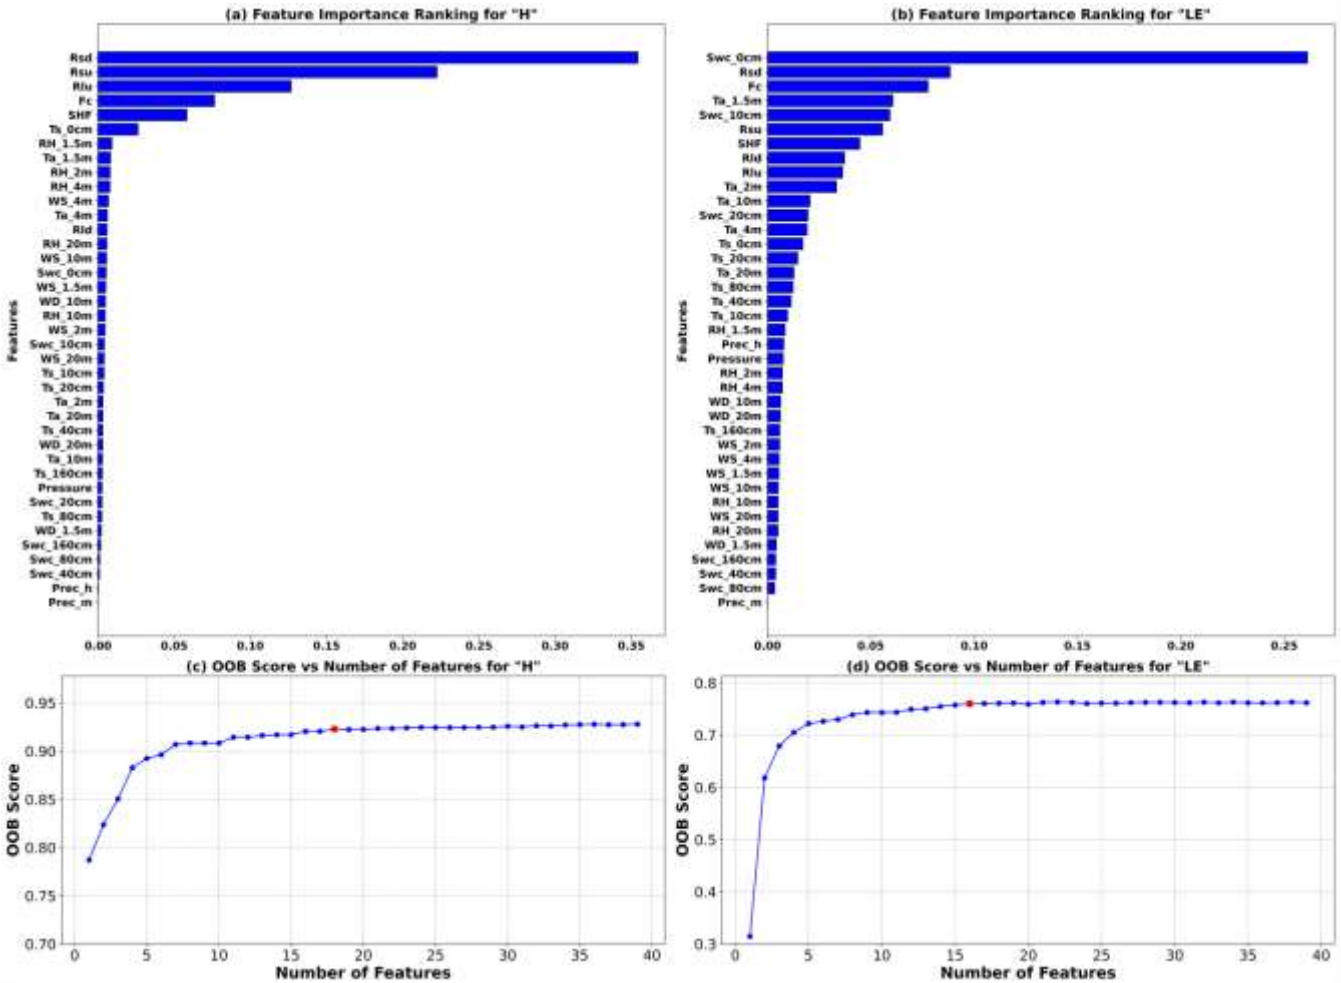 (a) Feature Importance Ranking for "H"
Features
Rsd
Rsu
Rlu
Fc
SHF
Ts_0cm
RH_1.5m
Ta_1.5m
RH_2m
RH_4m
WS_4m
Ta_4m
Rld
RH_20m
WS_10m
Swc_0cm
WS_1.5m
WD_10m
RH_10m
WS_2m
Swc_10cm
WS_20m
Ts_10cm
Ts_20cm
Ta_2m
Ta_20m
Ts_40cm
WD_20m
Ta_10m
Ts_160cm
Pressure
Swc_20cm
Ts_80cm
WD_1.5m
Swc_160cm
Swc_80cm
Swc_40cm
Prec_h
Prec_m
0.00 0.05 0.10 0.15 0.20 0.25 0.30 0.35
(b) Feature Importance Ranking for "LE"
Features
Swc_0cm
Rsd
Fc
Ta_1.5m
Swc_10cm
Rsu
SHF
Rld
Rlu
Ta_2m
Ta_10m
Swc_20cm
Ta_4m
Ts_0cm
Ts_20cm
Ta_20m
Ts_80cm
Ts_40cm
Ts_10cm
RH_1.5m
Prec_h
Pressure
RH_2m
RH_4m
WD_10m
WD_20m
Ts_160cm
WS_2m
WS_4m
WS_1.5m
WS_10m
RH_10m
WS_20m
RH_20m
WD_1.5m
Swc_160cm
Swc_40cm
Swc_80cm
Prec_m
0.00 0.05 0.10 0.15 0.20 0.25
(c) OOB Score vs Number of Features for "H"
OOB Score
0.95
0.90
0.85
0.80
0.75
0.70
0 5 10 15 20 25 30 35 40
Number of Features
(d) OOB Score vs Number of Features for "LE"
OOB Score
0.8
0.7
0.6
0.5
0.4
0.3
0 5 10 15 20 25 30 35 40
Number of Features